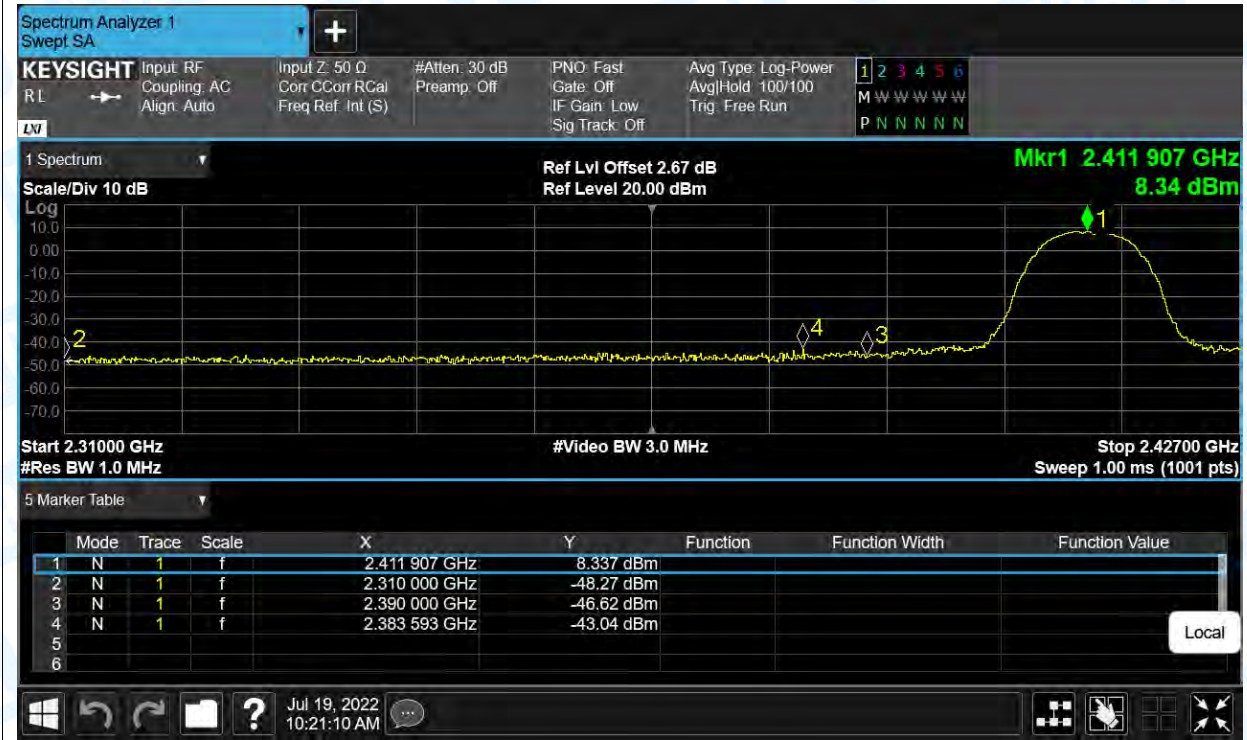 Spectrum Analyzer 1
Swept SA
+
KEYSIGHT
RL
LXI
Input: RF
Coupling: AC
Align: Auto
Input Z: 50 Ω
Corr CCorr RCal
Freq Ref: Int (S)
#Atten: 30 dB
Preamp: Off
PNO: Fast
Gate: Off
IF Gain: Low
Sig Track: Off
Avg Type: Log-Power
Avg|Hold: 100/100
Trig: Free Run
1 2 3 4 5 6
M W W W W W
P N N N N N
1 Spectrum
Scale/Div 10 dB
Ref Lvl Offset 2.67 dB
Ref Level 20.00 dBm
Mkr1 2.411 907 GHz
8.34 dBm
Log
10.0
0.00
-10.0
-20.0
-30.0
-40.0
-50.0
-60.0
-70.0
1
2
4
3
Start 2.31000 GHz
#Res BW 1.0 MHz
#Video BW 3.0 MHz
Stop 2.42700 GHz
Sweep 1.00 ms (1001 pts)
5 Marker Table
Mode Trace Scale X Y Function Function Width Function Value
1 N 1 f 2.411 907 GHz 8.337 dBm
2 N 1 f 2.310 000 GHz -48.27 dBm
3 N 1 f 2.390 000 GHz -46.62 dBm
4 N 1 f 2.383 593 GHz -43.04 dBm
5
6
Local
?
Jul 19, 2022
10:21:10 AM